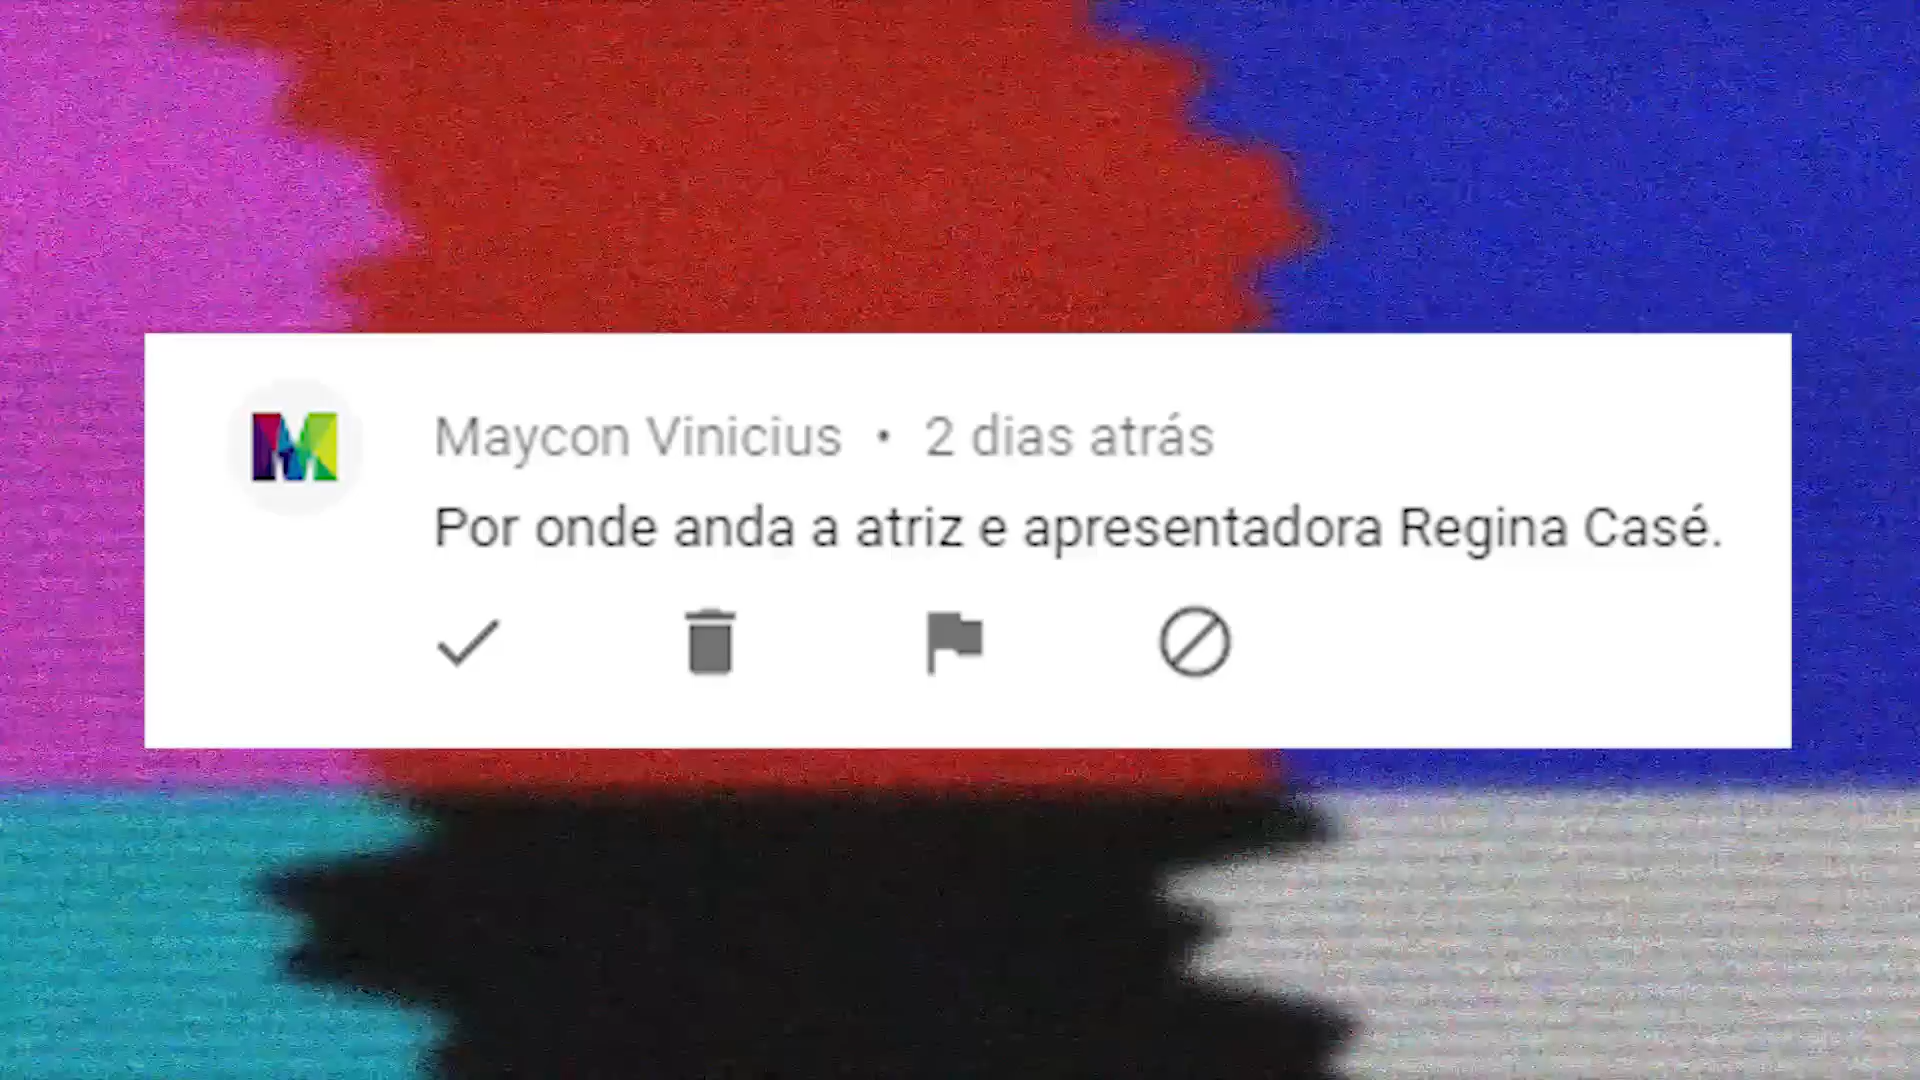 Maycon Vinicius • 2 dias atrás
Por onde anda a atriz e apresentadora Regina Casé.